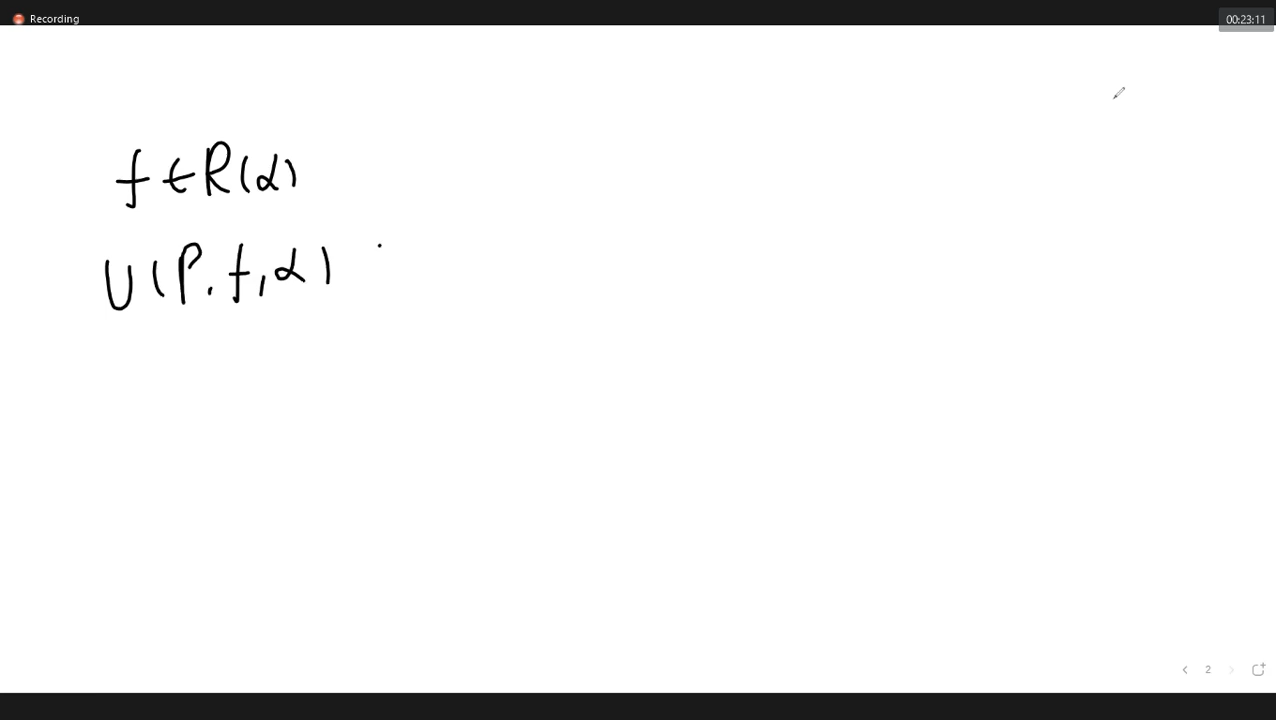 Recording
00:23:11
f ∈ R(α)
U(P, f, α)
2